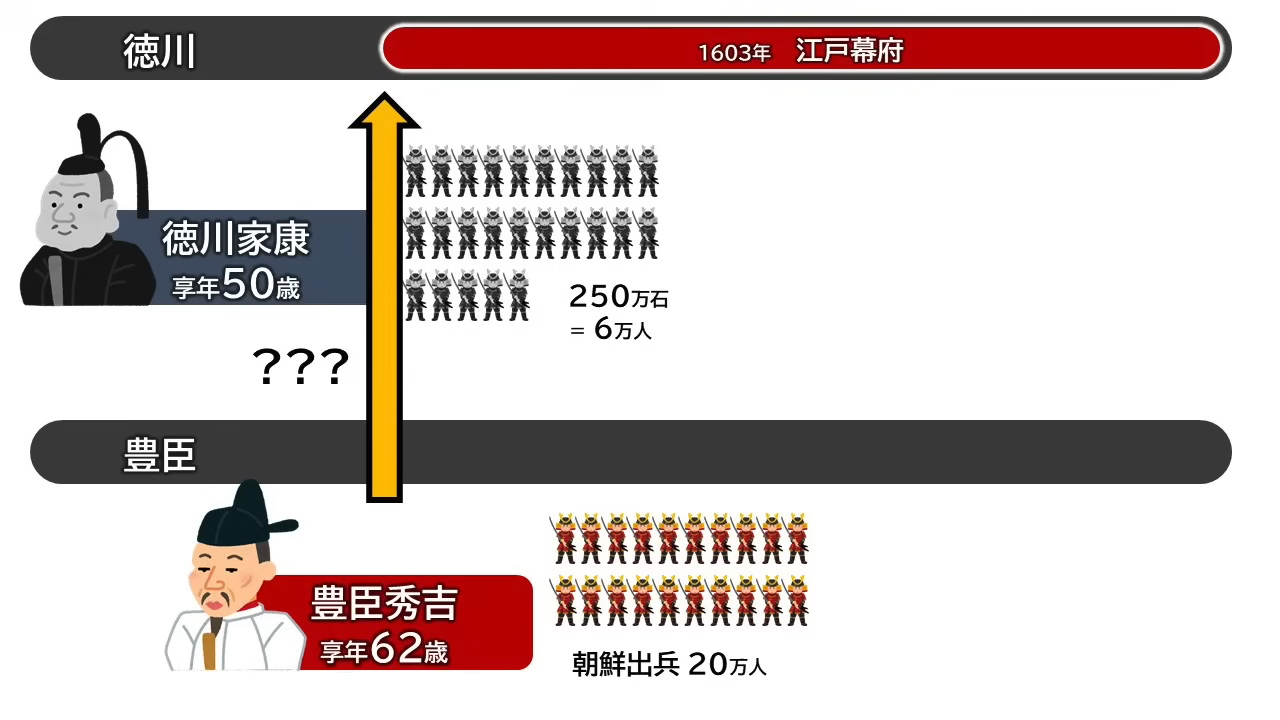 徳川
1603年 江戸幕府
徳川家康
享年50歳
250万石
= 6万人
???
豊臣
豊臣秀吉
享年62歳
朝鮮出兵 20万人